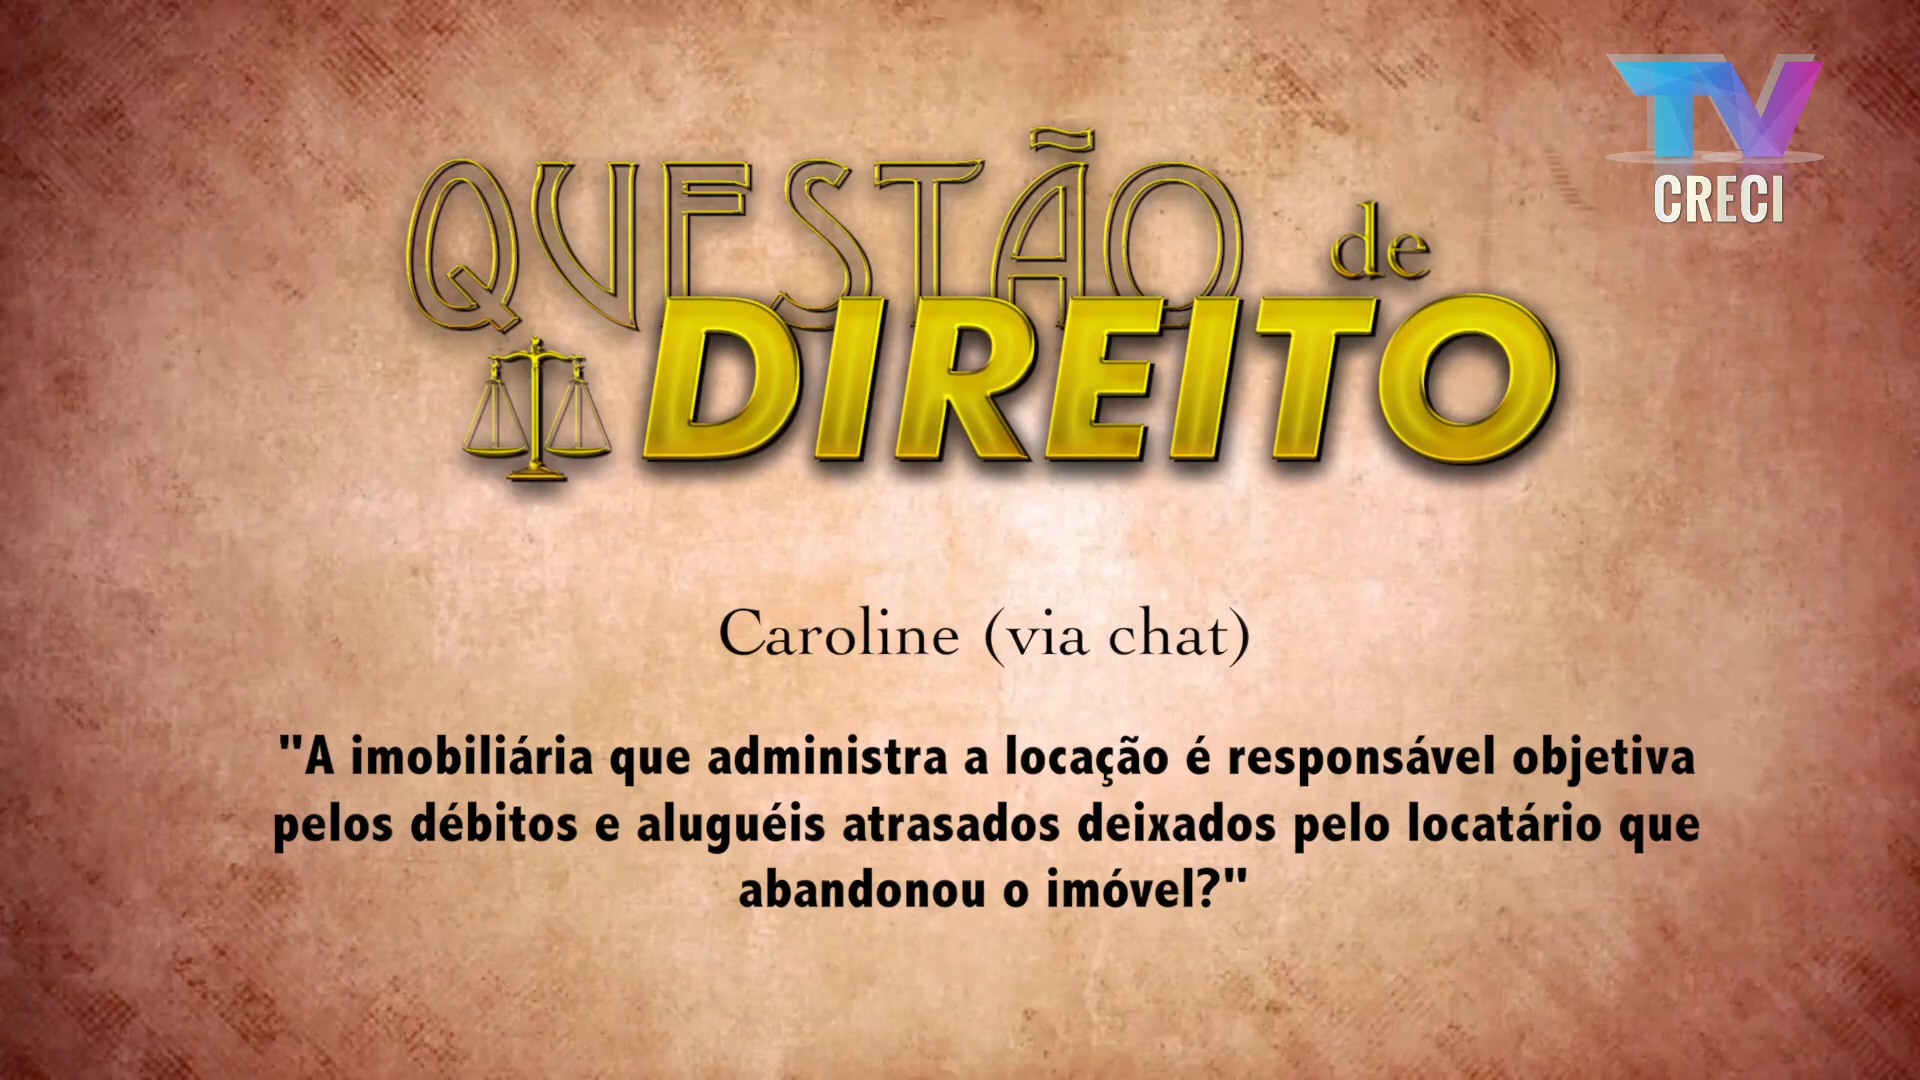 TV
CRECI
QUESTÃO de
DIREITO
Caroline (via chat)
"A imobiliária que administra a locação é responsável objetiva
pelos débitos e aluguéis atrasados deixados pelo locatário que
abandonou o imóvel?"